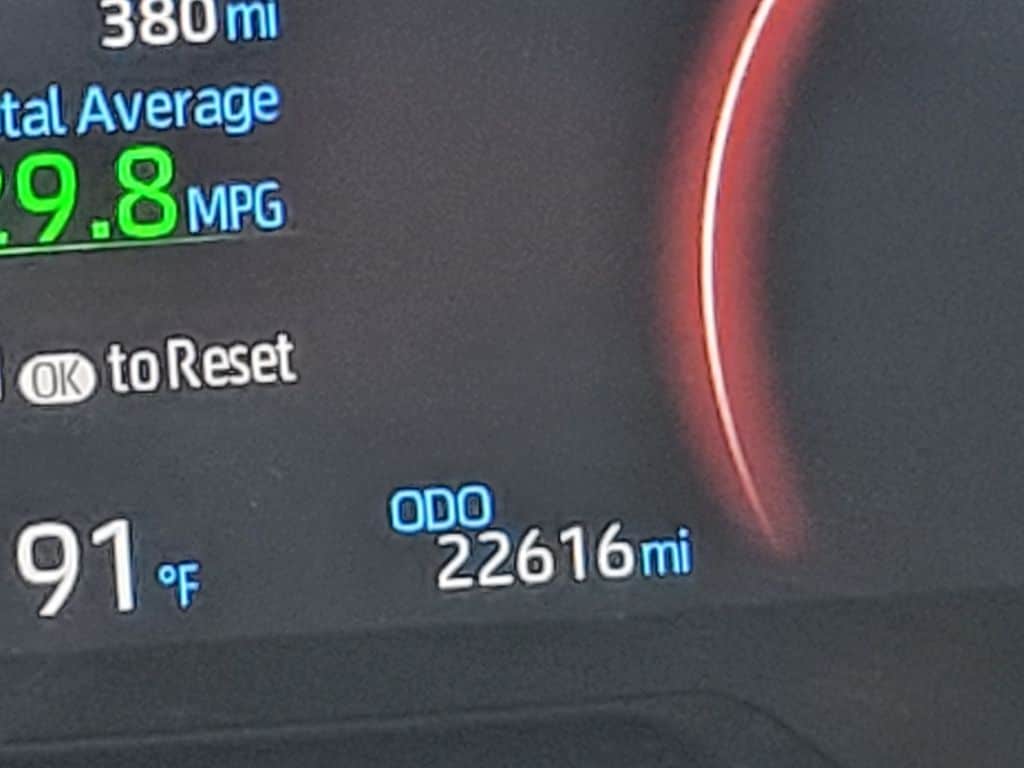 380 mi
tal Average
9.8 MPG
OK to Reset
91 °F
ODO
22616 mi